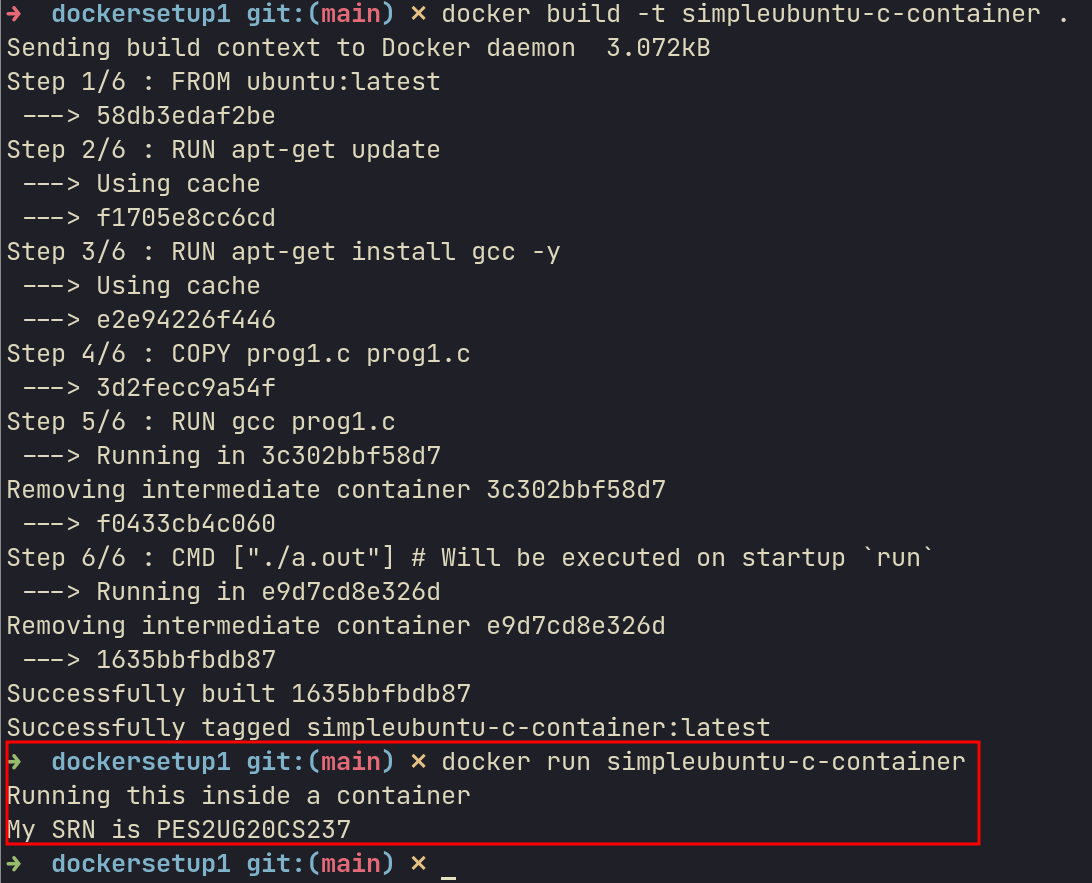 ➜  dockersetup1 git:(main) ✗ docker build -t simpleubuntu-c-container .
Sending build context to Docker daemon  3.072kB
Step 1/6 : FROM ubuntu:latest
 ---> 58db3edaf2be
Step 2/6 : RUN apt-get update
 ---> Using cache
 ---> f1705e8cc6cd
Step 3/6 : RUN apt-get install gcc -y
 ---> Using cache
 ---> e2e94226f446
Step 4/6 : COPY prog1.c prog1.c
 ---> 3d2fecc9a54f
Step 5/6 : RUN gcc prog1.c
 ---> Running in 3c302bbf58d7
Removing intermediate container 3c302bbf58d7
 ---> f0433cb4c060
Step 6/6 : CMD ["./a.out"] # Will be executed on startup `run`
 ---> Running in e9d7cd8e326d
Removing intermediate container e9d7cd8e326d
 ---> 1635bbfbdb87
Successfully built 1635bbfbdb87
Successfully tagged simpleubuntu-c-container:latest
➜  dockersetup1 git:(main) ✗ docker run simpleubuntu-c-container
Running this inside a container
My SRN is PES2UG20CS237
➜  dockersetup1 git:(main) ✗ _